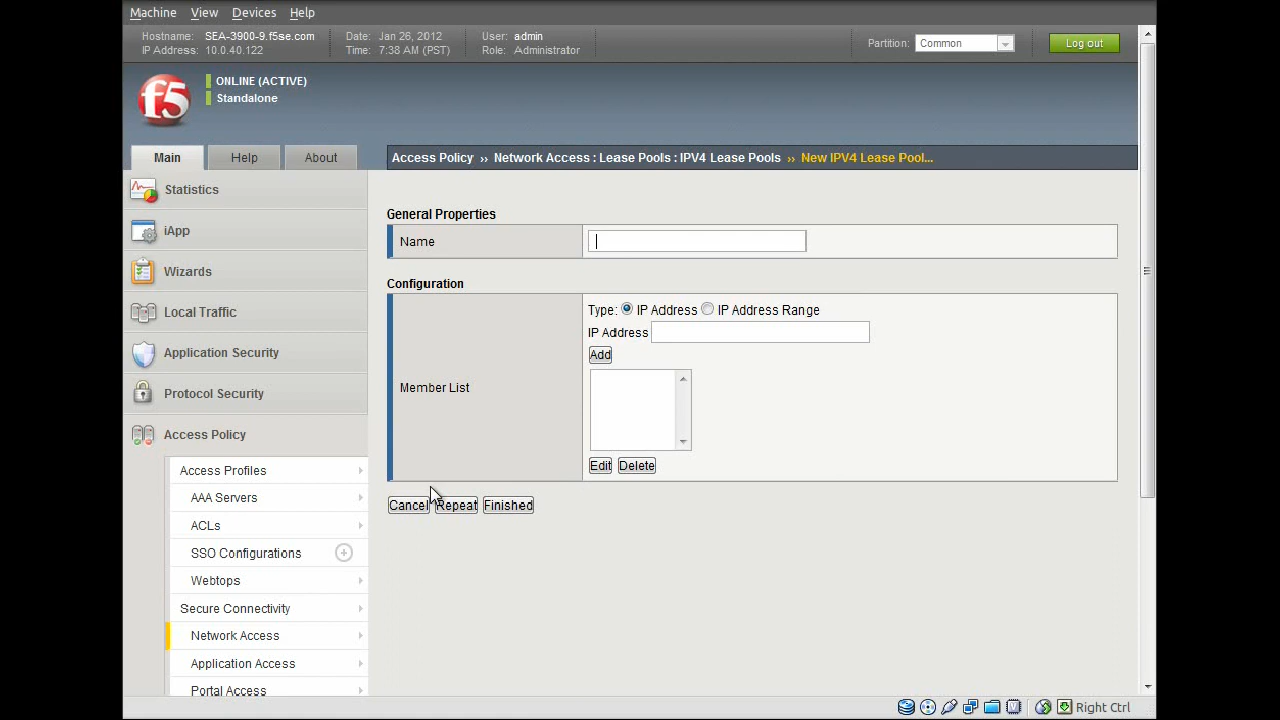 Machine View Devices Help
Hostname: SEA-3900-9.f5se.com Date: Jan 26, 2012 User: admin
IP Address: 10.0.40.122 Time: 7:38 AM (PST) Role: Administrator
Partition: Common Log out
f5
ONLINE (ACTIVE)
Standalone
Main Help About
Access Policy ›› Network Access : Lease Pools : IPV4 Lease Pools ›› New IPV4 Lease Pool...
Statistics
iApp
Wizards
Local Traffic
Application Security
Protocol Security
Access Policy
Access Profiles
AAA Servers
ACLs
SSO Configurations
Webtops
Secure Connectivity
Network Access
Application Access
Portal Access
General Properties
Name
Configuration
Member List
Type: IP Address IP Address Range
IP Address
Add
Edit Delete
Cancel Repeat Finished
Right Ctrl